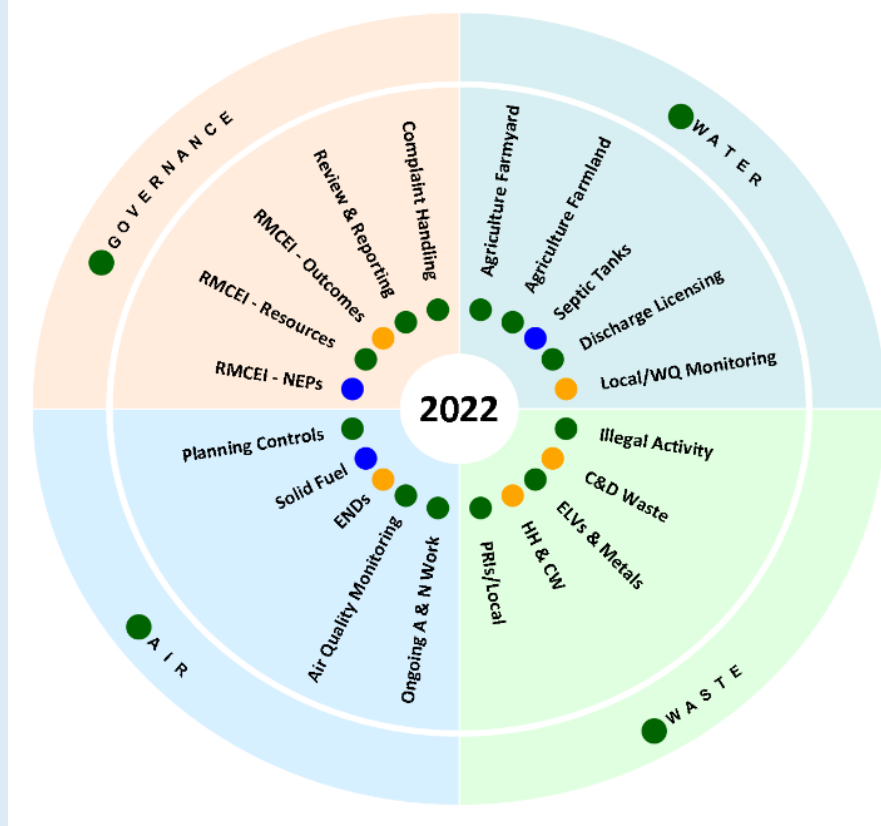 GOVERNANCE
Complaint Handling
Review & Reporting
RMCEI - Outcomes
RMCEI - Resources
RMCEI - NEPs
WATER
Agriculture Farmyard
Agriculture Farmland
Septic Tanks
Discharge Licensing
Local/WQ Monitoring
2022
Planning Controls
Solid Fuel
ENDs
Air Quality Monitoring
Ongoing A & N Work
AIR
Illegal Activity
C&D Waste
ELVs & Metals
HH & CW
PRIs/Local
WASTE